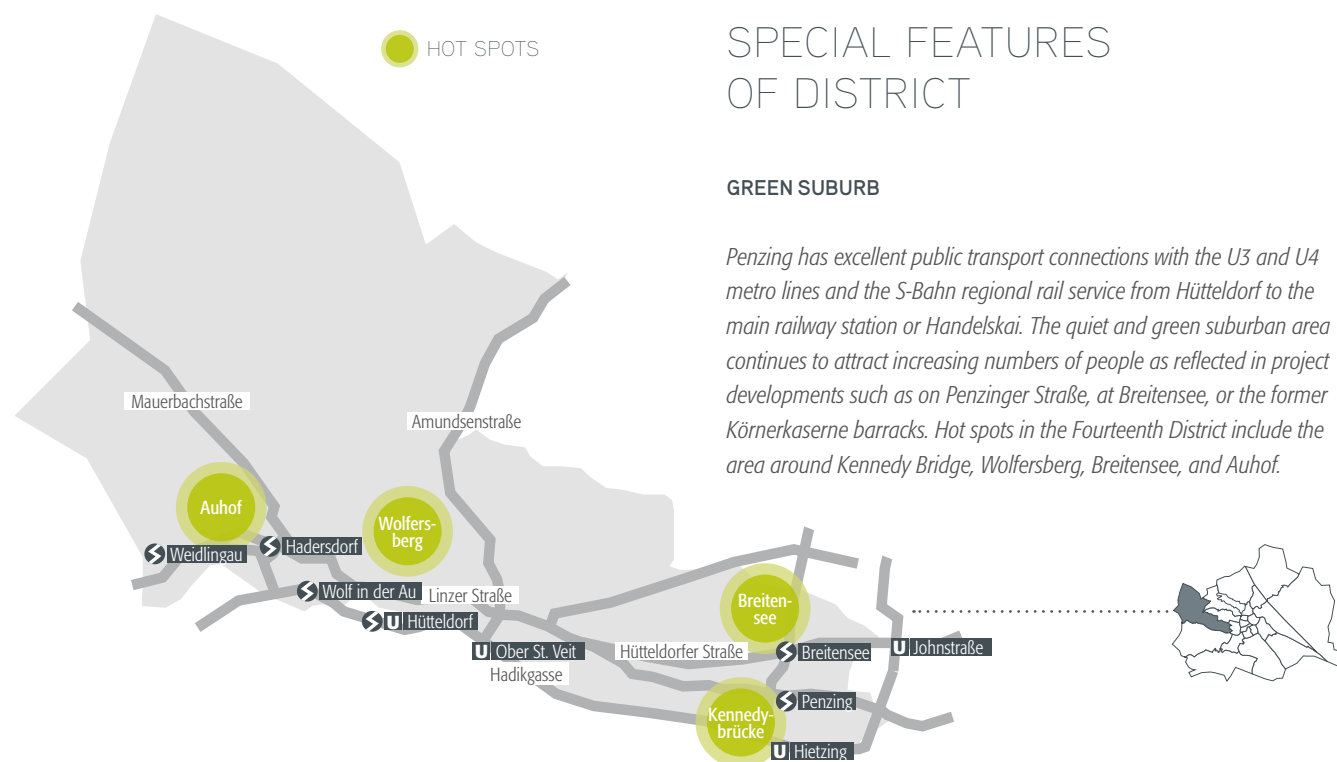 HOT SPOTS
SPECIAL FEATURES
OF DISTRICT
GREEN SUBURB
Penzing has excellent public transport connections with the U3 and U4
metro lines and the S-Bahn regional rail service from Hütteldorf to the
main railway station or Handelskai. The quiet and green suburban area
continues to attract increasing numbers of people as reflected in project
developments such as on Penzinger Straße, at Breitensee, or the former
Körnerkaserne barracks. Hot spots in the Fourteenth District include the
area around Kennedy Bridge, Wolfersberg, Breitensee, and Auhof.
Mauerbachstraße
Amundsenstraße
Auhof
Wolfers-
berg
Weidlingau
Hadersdorf
Wolf in der Au
Linzer Straße
U Hütteldorf
Breiten-
see
U Ober St. Veit
Hadikgasse
Hütteldorfer Straße
Breitensee
U Johnstraße
Penzing
Kennedy-
brücke
U Hietzing